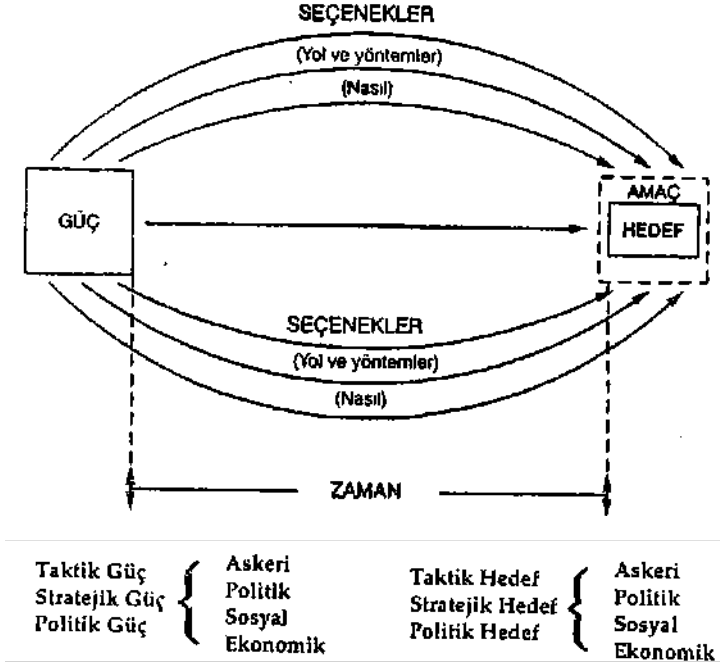 SEÇENEKLER
(Yol ve yöntemler)
(Nasıl)
GÜÇ
AMAÇ
HEDEF
SEÇENEKLER
(Yol ve yöntemler)
(Nasıl)
ZAMAN
Taktik Güç
Stratejik Güç
Politik Güç
Askeri
Politik
Sosyal
Ekonomik
Taktik Hedef
Stratejik Hedef
Politik Hedef
Askeri
Politik
Sosyal
Ekonomik